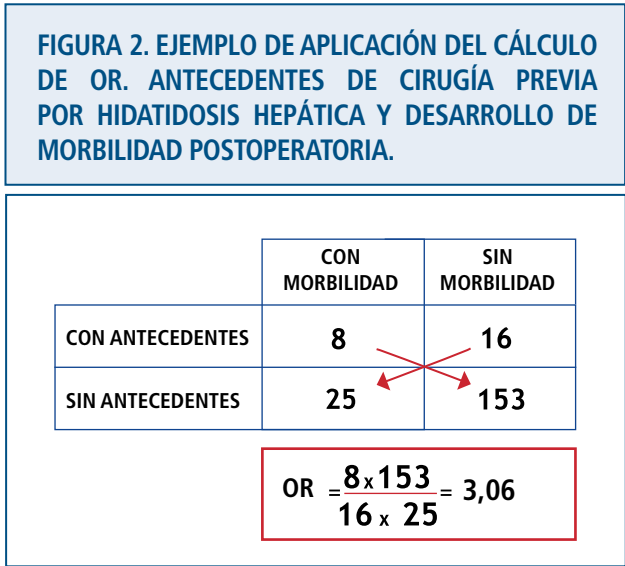 FIGURA 2. EJEMPLO DE APLICACIÓN DEL CÁLCULO
DE OR. ANTECEDENTES DE CIRUGÍA PREVIA
POR HIDATIDOSIS HEPÁTICA Y DESARROLLO DE
MORBILIDAD POSTOPERATORIA.
CON MORBILIDAD SIN MORBILIDAD
CON ANTECEDENTES 8 16
SIN ANTECEDENTES 25 153
OR = 8 x 153 / 16 x 25 = 3,06